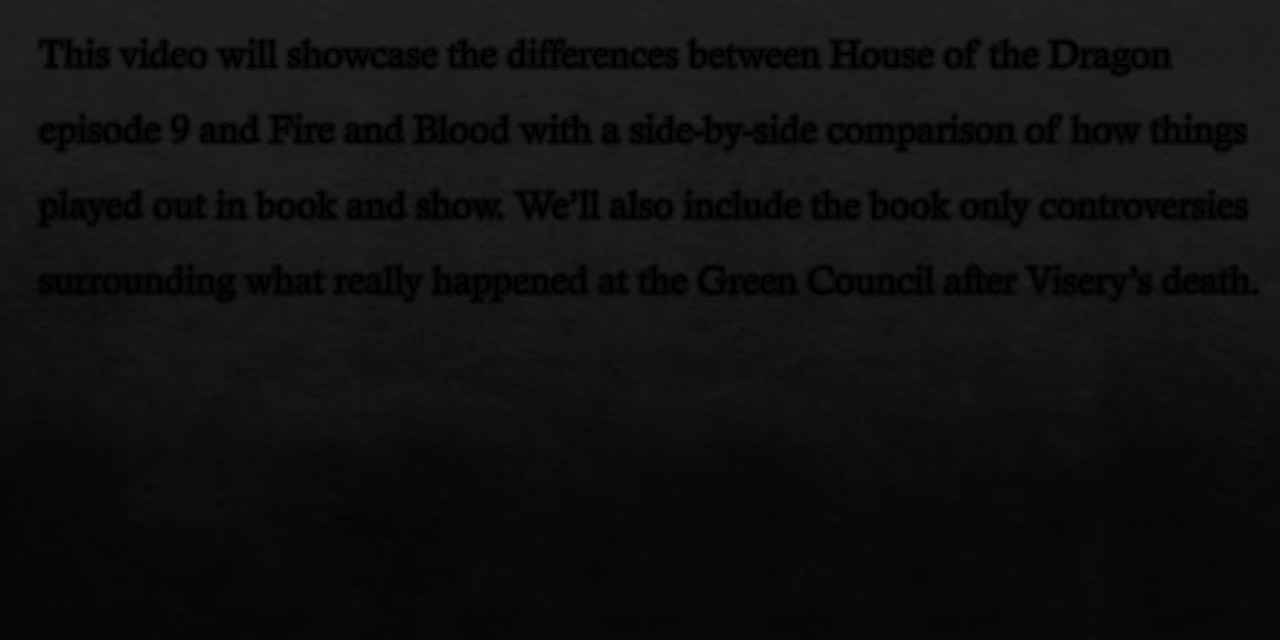 This video will showcase the differences between House of the Dragon
episode 9 and Fire and Blood with a side-by-side comparison of how things
played out in book and show. We'll also include the book only controversies
surrounding what really happened at the Green Council after Visery's death.